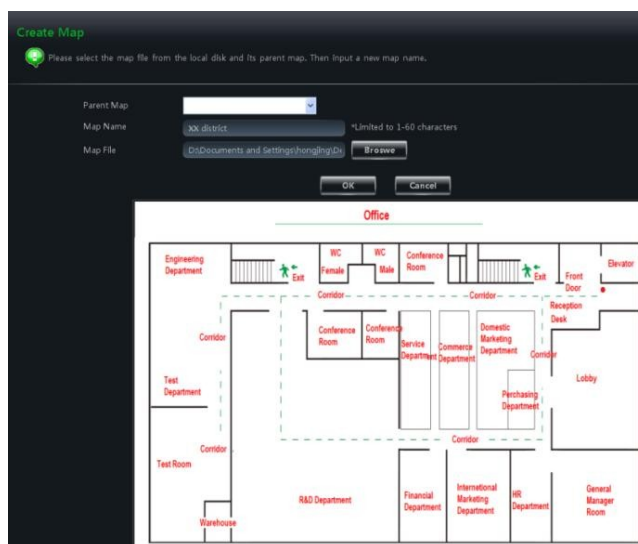 Create Map
Please select the map file from the local disk and its parent map. Then input a new map name.
Parent Map
Map Name
XX district
*Limited to 1-60 characters
Map File
D:\Documents and Settings\hongjing\De
Broswe
OK
Cancel
Office
Engineering
Department
Exit
WC
Female
WC
Male
Conference
Room
Exit
Front
Door
Elevator
Corridor
Corridor
Reception
Desk
Corridor
Conference
Room
Conference
Room
Service
Department
Commerce
Department
Domestic
Marketing
Department
Corridor
Lobby
Test
Department
Purchasing
Department
Corridor
Corridor
Test Room
R&D Department
Financial
Department
International
Marketing
Department
HR
Department
General
Manager
Room
Warehouse